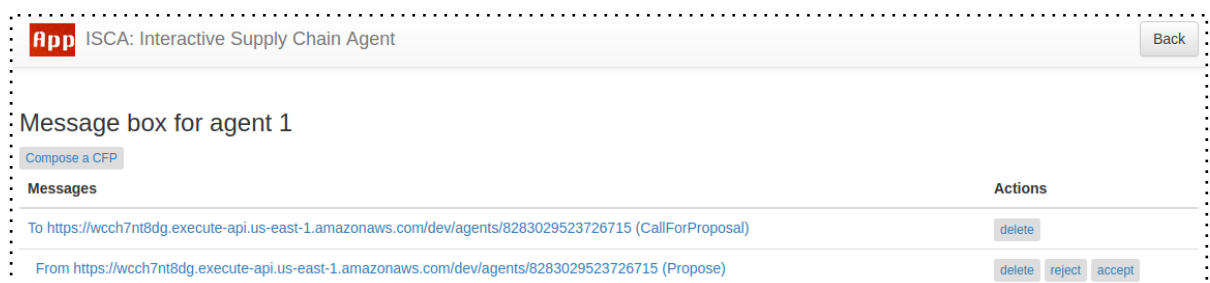 App ISCA: Interactive Supply Chain Agent Back
Message box for agent 1
Compose a CFP
Messages Actions
To https://wcch7nt8dg.execute-api.us-east-1.amazonaws.com/dev/agents/8283029523726715 (CallForProposal) delete
From https://wcch7nt8dg.execute-api.us-east-1.amazonaws.com/dev/agents/8283029523726715 (Propose) delete reject accept